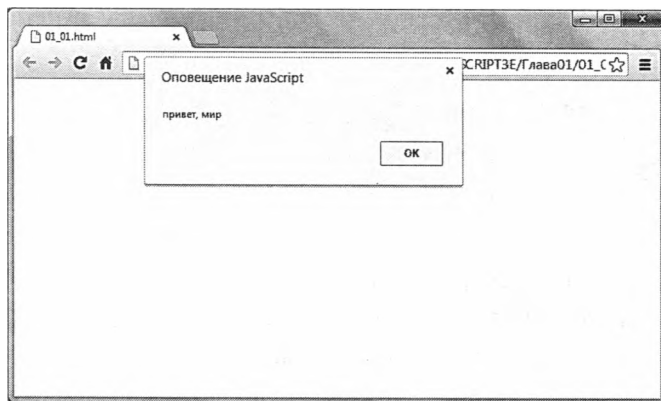 01_01.html
CRIPT3E/Глава01/01_0
Оповещение JavaScript
привет, мир
OK